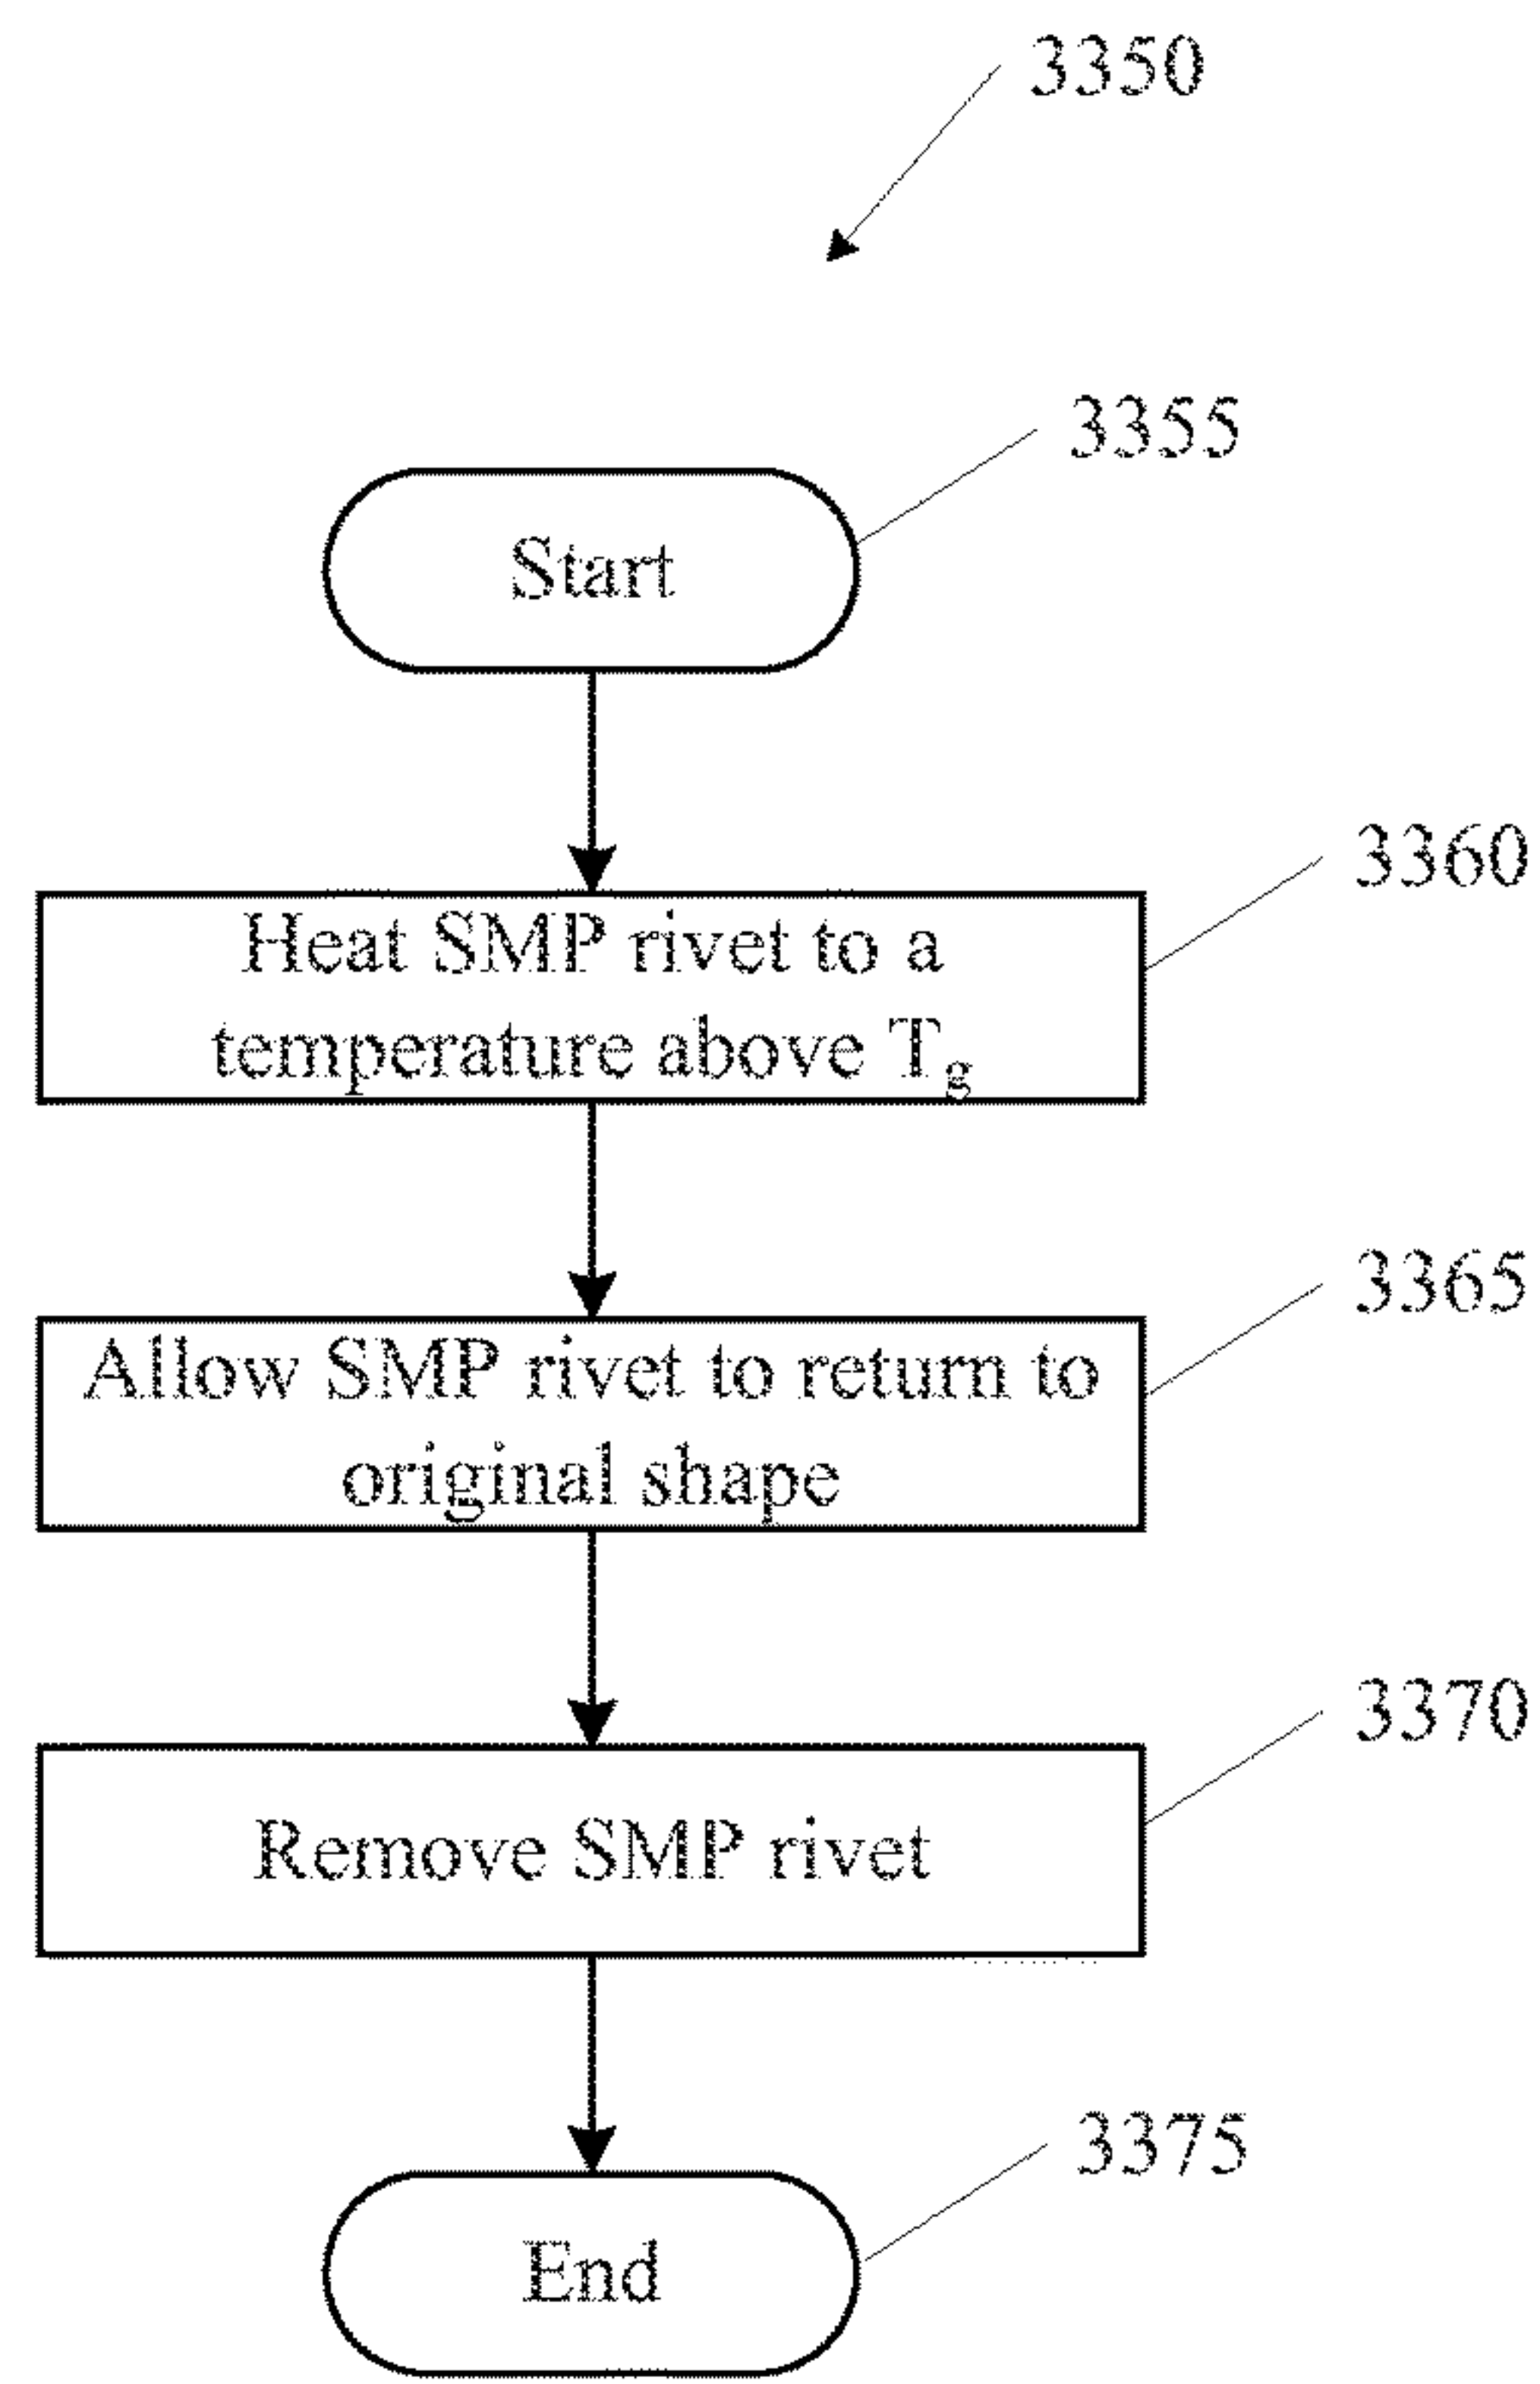 3350
3355
Start
3360
Heat SMP rivet to a
temperature above Tg
3365
Allow SMP rivet to return to
original shape
3370
Remove SMP rivet
3375
End